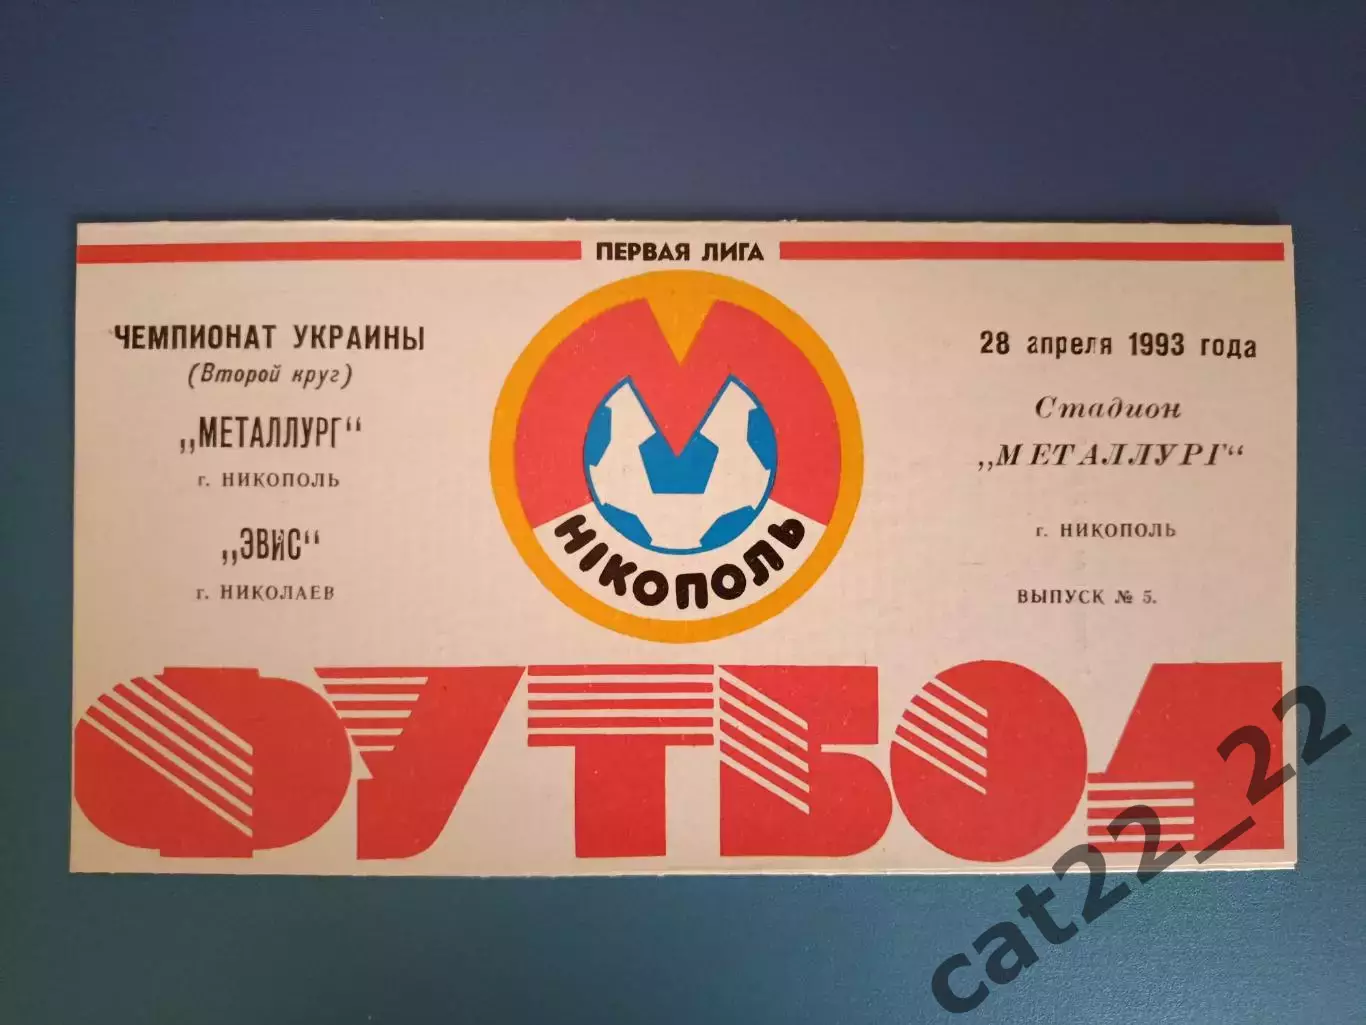 ПЕРВАЯ ЛИГА
ЧЕМПИОНАТ УКРАИНЫ
(Второй круг)
„МЕТАЛЛУРГ“
г. НИКОПОЛЬ
„ЭВИС“
г. НИКОЛАЕВ
НІКОПОЛЬ
28 апреля 1993 года
Стадион
„МЕТАЛЛУРГ“
г. НИКОПОЛЬ
ВЫПУСК № 5.
ФУТБОЛ
cat22_22